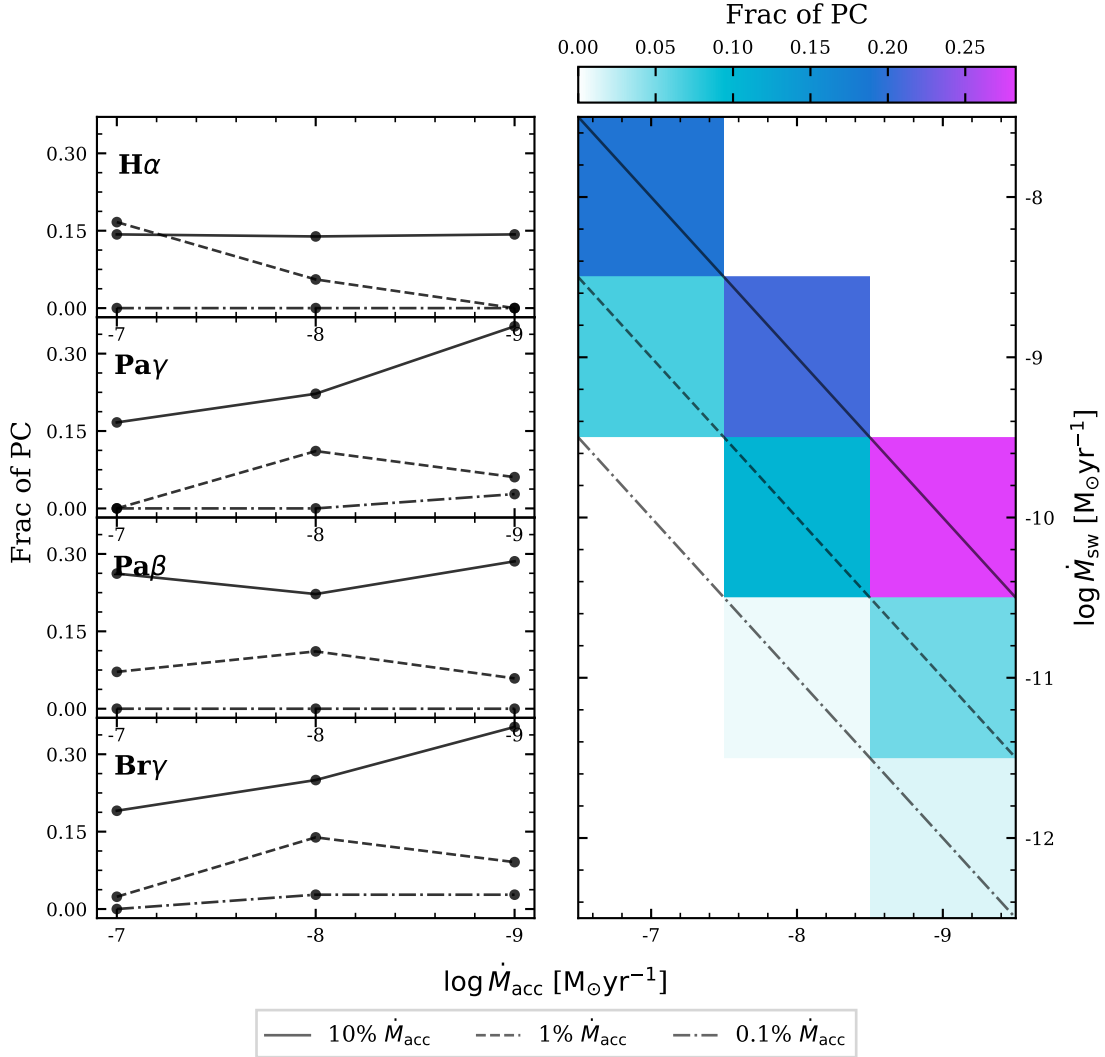 Frac of PC
0.00 0.05 0.10 0.15 0.20 0.25
Hα
0.30
0.15
0.00
-7 -8 -9
Paγ
0.30
0.15
0.00
-7 -8 -9
Paβ
0.30
0.15
0.00
-7 -8 -9
Brγ
0.30
0.15
0.00
-7 -8 -9
Frac of PC
-8
-9
-10
-11
-12
-7 -8 -9
log Ṁsw [M⊙yr⁻¹]
log Ṁacc [M⊙yr⁻¹]
10% Ṁacc 1% Ṁacc 0.1% Ṁacc